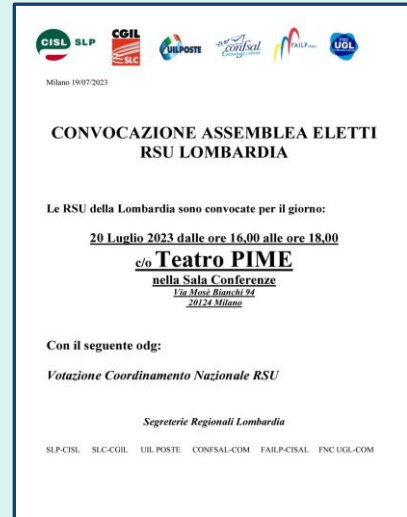 CISL SLP CGIL SLC UILPOSTE confsal FAILP FNC UGL
Milano 19/07/2023
CONVOCAZIONE ASSEMBLEA ELETTI
RSU LOMBARDIA
Le RSU della Lombardia sono convocate per il giorno:
20 Luglio 2023 dalle ore 16,00 alle ore 18,00
c/o Teatro PIME
nella Sala Conferenze
Via Mosè Bianchi 94
20124 Milano
Con il seguente odg:
Votazione Coordinamento Nazionale RSU
Segreterie Regionali Lombardia
SLP-CISL SLC-CGIL UIL POSTE CONFSAL-COM FAILP-CISAL FNC UGL-COM